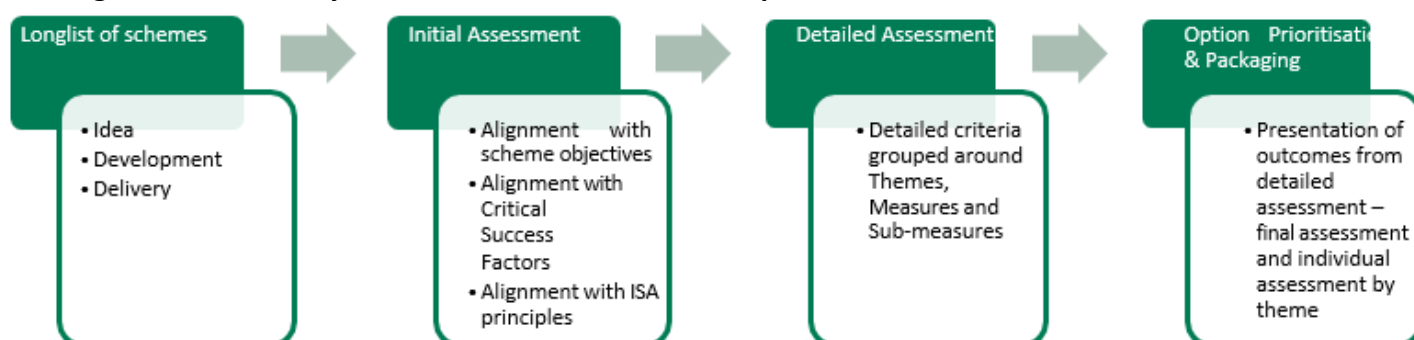 Longlist of schemes
• Idea
• Development
• Delivery
Initial Assessment
• Alignment with
scheme objectives
• Alignment with
Critical
Success
Factors
• Alignment with ISA
principles
Detailed Assessment
• Detailed criteria
grouped around
Themes,
Measures and
Sub-measures
Option Prioritisati
& Packaging
• Presentation of
outcomes from
detailed
assessment –
final assessment
and individual
assessment by
theme